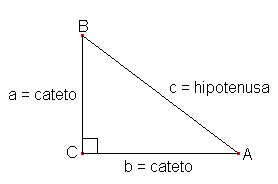 B
a = cateto
c = hipotenusa
C
A
b = cateto